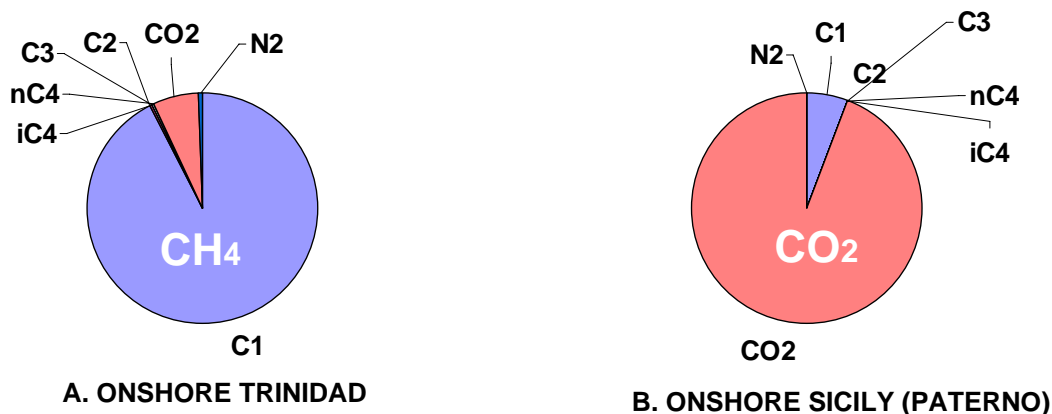 C3
C2
CO2
N2
nC4
iC4
CH4
C1
A. ONSHORE TRINIDAD
N2
C1
C2
C3
nC4
iC4
CO2
CO2
B. ONSHORE SICILY (PATERNO)